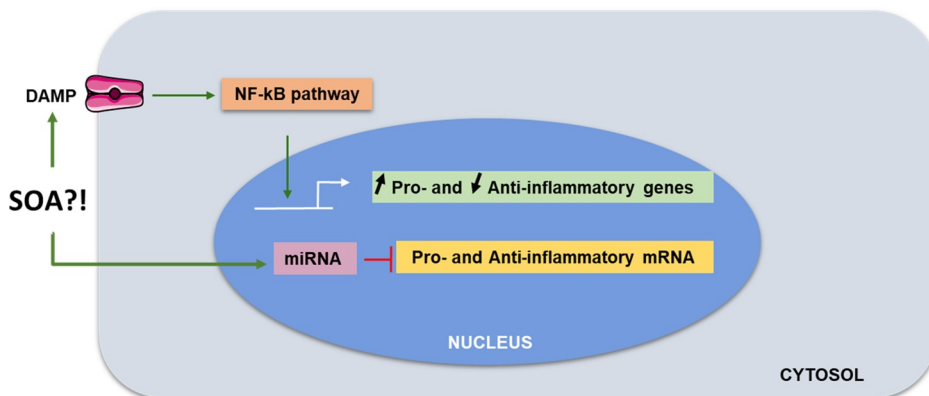 DAMP
NF-kB pathway
SOA?!
Pro- and Anti-inflammatory genes
miRNA
Pro- and Anti-inflammatory mRNA
NUCLEUS
CYTOSOL